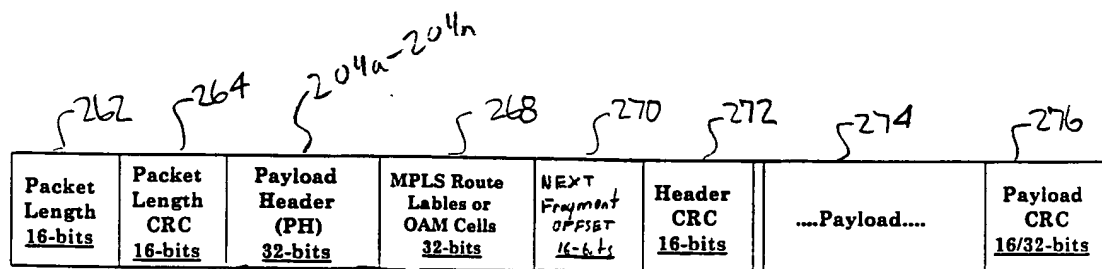 262 264 204a-204n 268 270 272 274 276
Packet Length 16-bits
Packet Length CRC 16-bits
Payload Header (PH) 32-bits
MPLS Route Lables or OAM Cells 32-bits
NEXT Fragment OFFSET 16-bits
Header CRC 16-bits
....Payload....
Payload CRC 16/32-bits